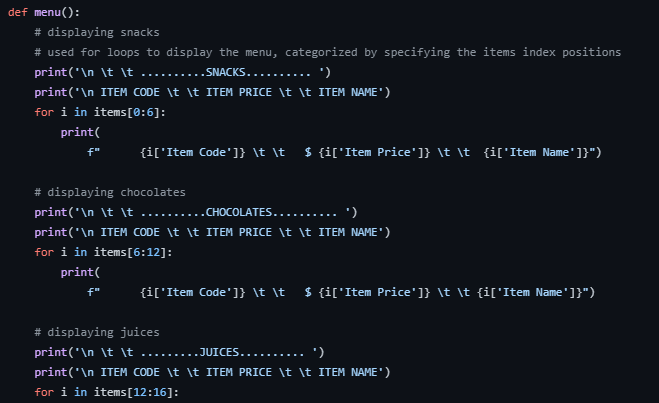 def menu():
    # displaying snacks
    # used for loops to display the menu, categorized by specifying the items index positions
    print('\n \t \t ..........SNACKS.......... ')
    print('\n ITEM CODE \t \t ITEM PRICE \t \t ITEM NAME')
    for i in items[0:6]:
        print(
            f"      {i['Item Code']} \t \t   $ {i['Item Price']} \t \t  {i['Item Name']}")
    # displaying chocolates
    print('\n \t \t ..........CHOCOLATES.......... ')
    print('\n ITEM CODE \t \t ITEM PRICE \t \t ITEM NAME')
    for i in items[6:12]:
        print(
            f"      {i['Item Code']} \t \t   $ {i['Item Price']} \t \t {i['Item Name']}")
    # displaying juices
    print('\n \t \t .........JUICES.......... ')
    print('\n ITEM CODE \t \t ITEM PRICE \t \t ITEM NAME')
    for i in items[12:16]: